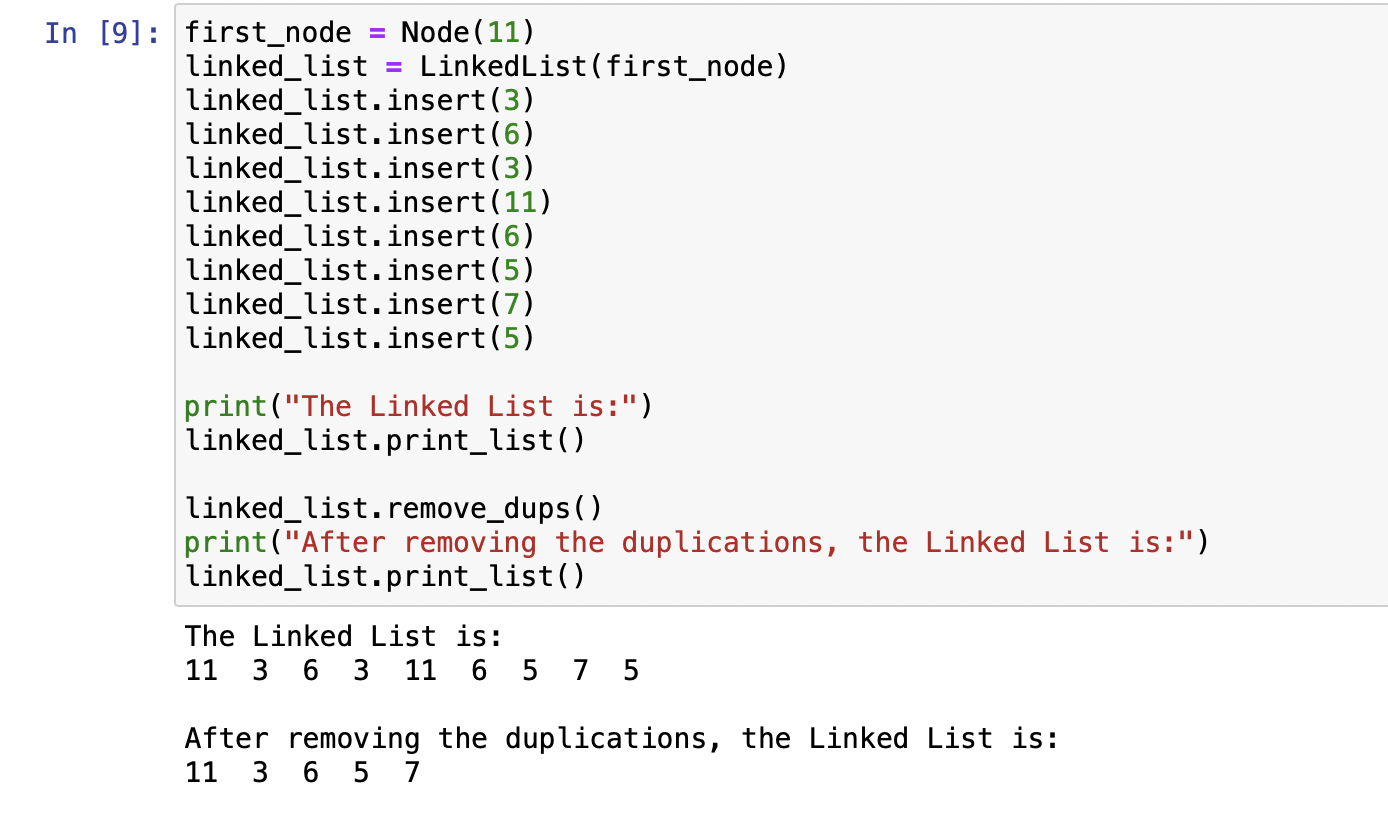 In [9]: first_node = Node(11)
linked_list = LinkedList(first_node)
linked_list.insert(3)
linked_list.insert(6)
linked_list.insert(3)
linked_list.insert(11)
linked_list.insert(6)
linked_list.insert(5)
linked_list.insert(7)
linked_list.insert(5)
print("The Linked List is:")
linked_list.print_list()
linked_list.remove_dups()
print("After removing the duplications, the Linked List is:")
linked_list.print_list()
The Linked List is:
11  3  6  3  11  6  5  7  5
After removing the duplications, the Linked List is:
11  3  6  5  7